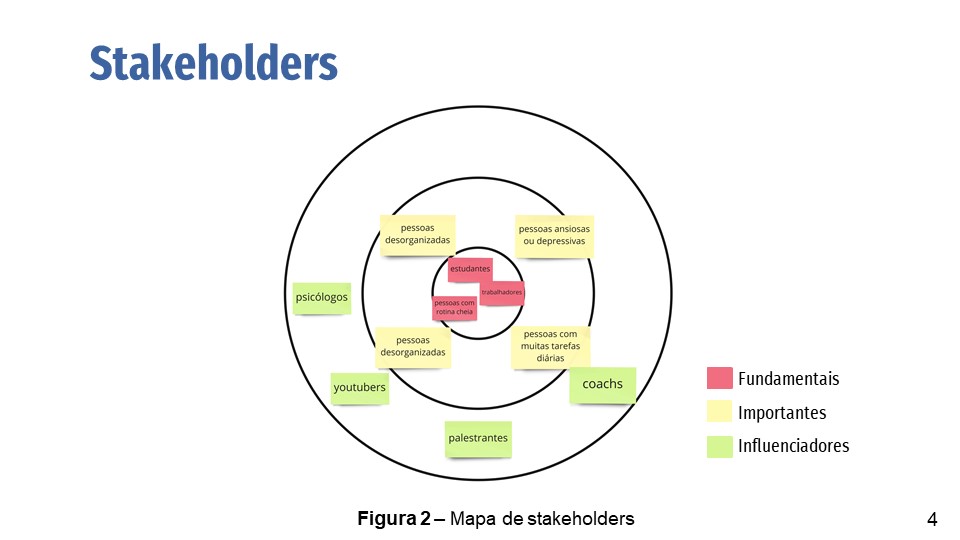 Stakeholders
pessoas
desorganizadas
pessoas ansiosas
ou depressivas
estudantes
trabalhadores
pessoas com
rotina cheia
psicólogos
pessoas
desorganizadas
pessoas com
muitas tarefas
diárias
youtubers
coachs
palestrantes
Fundamentais
Importantes
Influenciadores
Figura 2 – Mapa de stakeholders
4